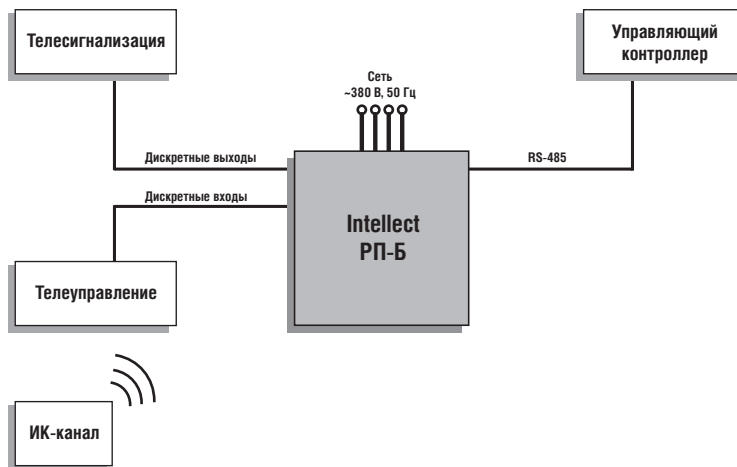 Телесигнализация
Управляющий
контроллер
Сеть
~380 В, 50 Гц
Дискретные выходы
RS-485
Дискретные входы
Intellect
РП-Б
Телеуправление
ИК-канал